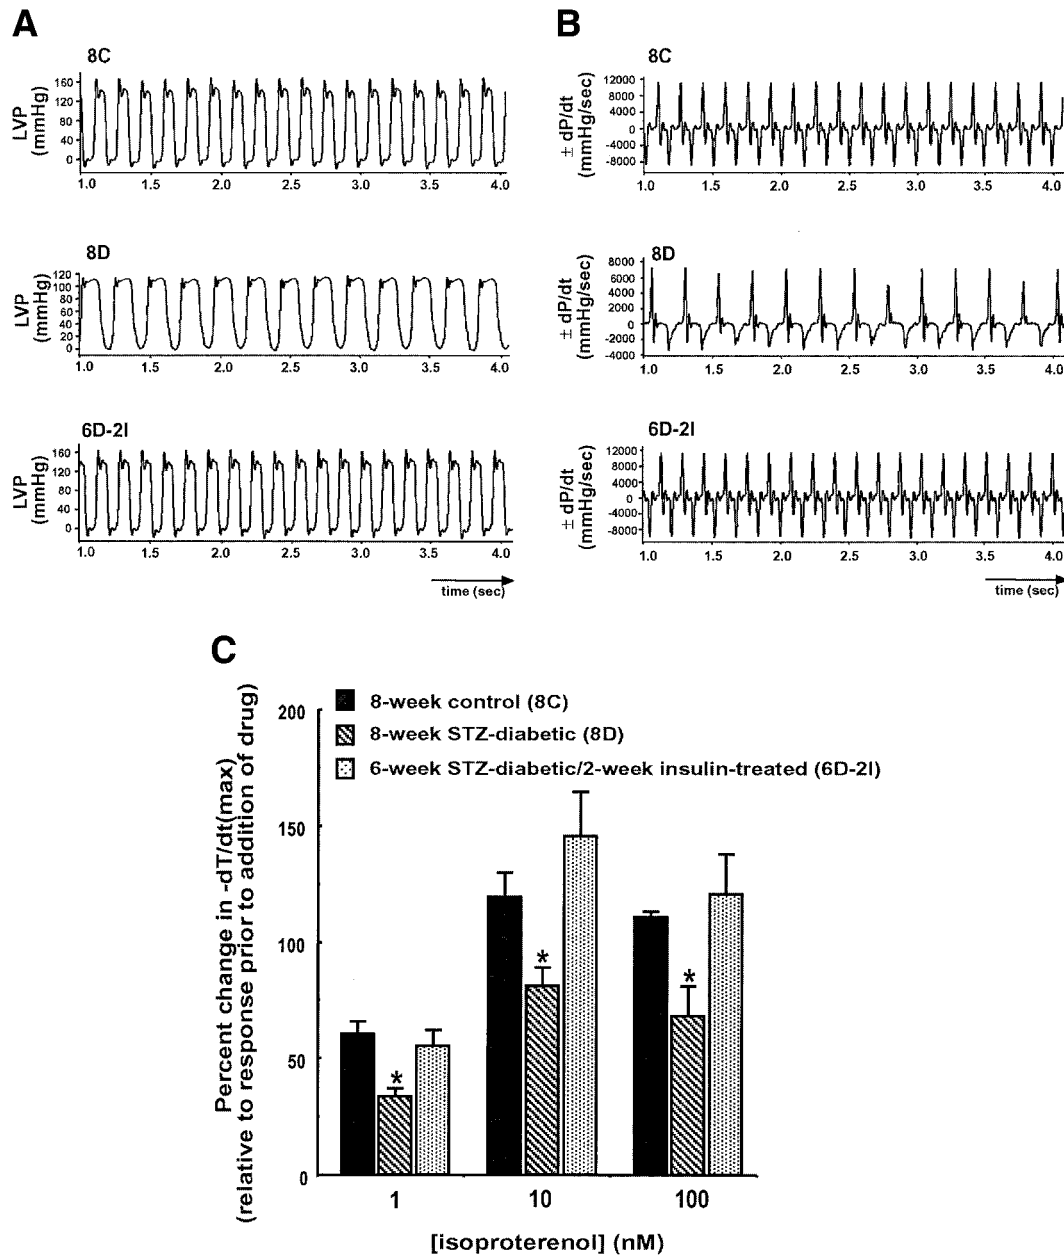 A
8C
LVP
(mmHg)
160
120
80
40
0
1.0 1.5 2.0 2.5 3.0 3.5 4.0
8D
LVP
(mmHg)
120
100
80
60
40
20
0
1.0 1.5 2.0 2.5 3.0 3.5 4.0
6D-2I
LVP
(mmHg)
160
120
80
40
0
1.0 1.5 2.0 2.5 3.0 3.5 4.0
time (sec)
B
8C
± dP/dt
(mmHg/sec)
12000
8000
4000
0
-4000
-8000
1.0 1.5 2.0 2.5 3.0 3.5 4.0
8D
± dP/dt
(mmHg/sec)
8000
6000
4000
2000
0
-2000
-4000
1.0 1.5 2.0 2.5 3.0 3.5 4.0
6D-2I
± dP/dt
(mmHg/sec)
12000
8000
4000
0
-4000
-8000
1.0 1.5 2.0 2.5 3.0 3.5 4.0
time (sec)
C
8-week control (8C)
8-week STZ-diabetic (8D)
6-week STZ-diabetic/2-week insulin-treated (6D-2I)
Percent change in -dT/dt(max)
(relative to response prior to addition of drug)
200
150
100
50
0
* * *
1 10 100
[isoproterenol] (nM)